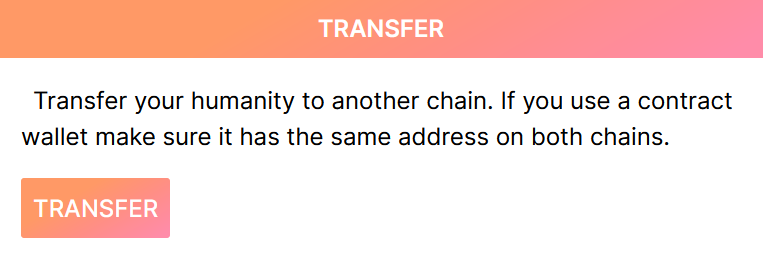 TRANSFER
Transfer your humanity to another chain. If you use a contract
wallet make sure it has the same address on both chains.
TRANSFER